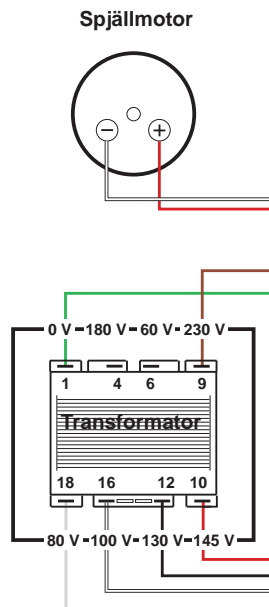 Spjällmotor
− +
0 V 180 V 60 V 230 V
1 4 6 9
Transformator
18 16 12 10
80 V 100 V 130 V 145 V